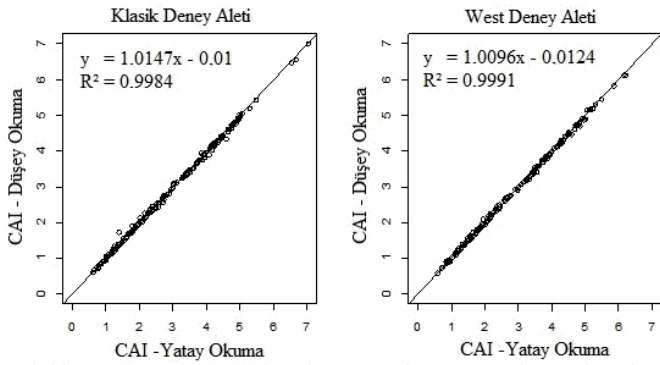 Klasik Deney Aleti
y = 1.0147x - 0.01
R² = 0.9984
CAI - Düşey Okuma
7
6
5
4
3
2
1
0
0 1 2 3 4 5 6 7
CAI -Yatay Okuma
West Deney Aleti
y = 1.0096x - 0.0124
R² = 0.9991
CAI - Düşey Okuma
7
6
5
4
3
2
1
0
0 1 2 3 4 5 6 7
CAI -Yatay Okuma